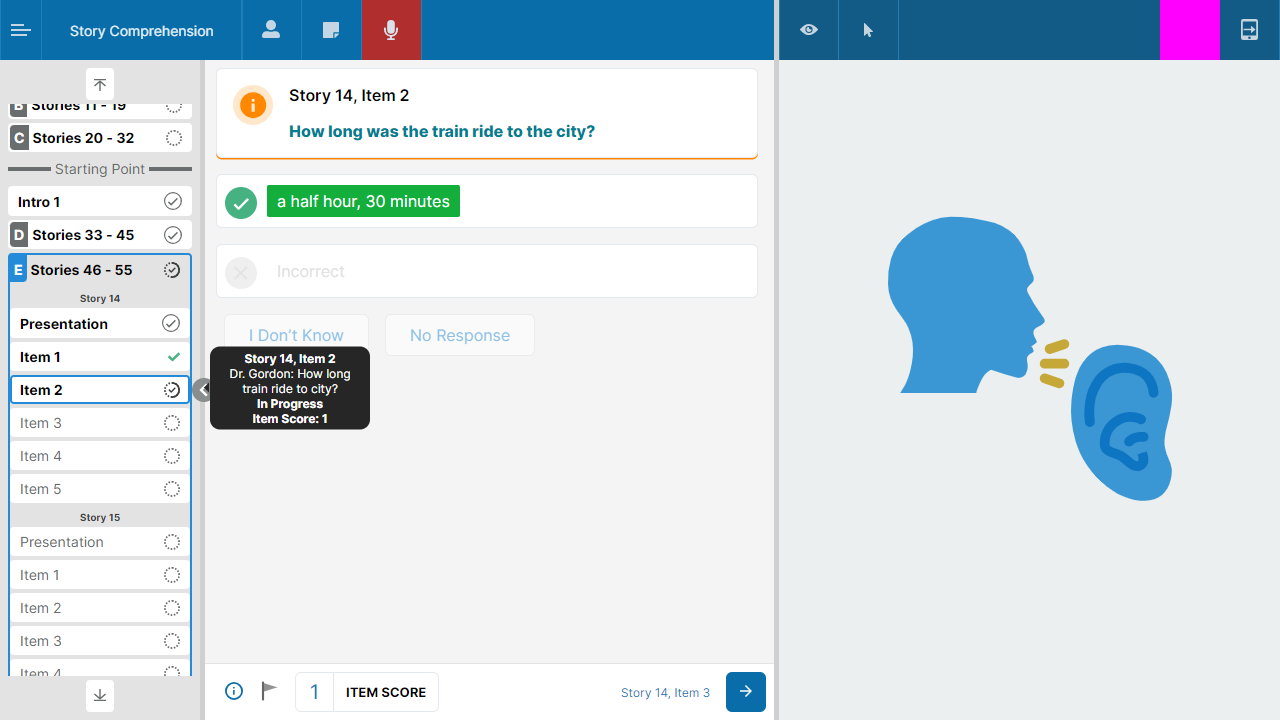 Story Comprehension
B Stories 11 - 19
C Stories 20 - 32
Starting Point
Intro 1
D Stories 33 - 45
E Stories 46 - 55
Story 14
Presentation
Item 1
Item 2
Item 3
Item 4
Item 5
Story 15
Presentation
Item 1
Item 2
Item 3
Item 4
Story 14, Item 2
How long was the train ride to the city?
a half hour, 30 minutes
Incorrect
I Don't Know
No Response
Story 14, Item 2
Dr. Gordon: How long
train ride to city?
In Progress
Item Score: 1
1 ITEM SCORE
Story 14, Item 3